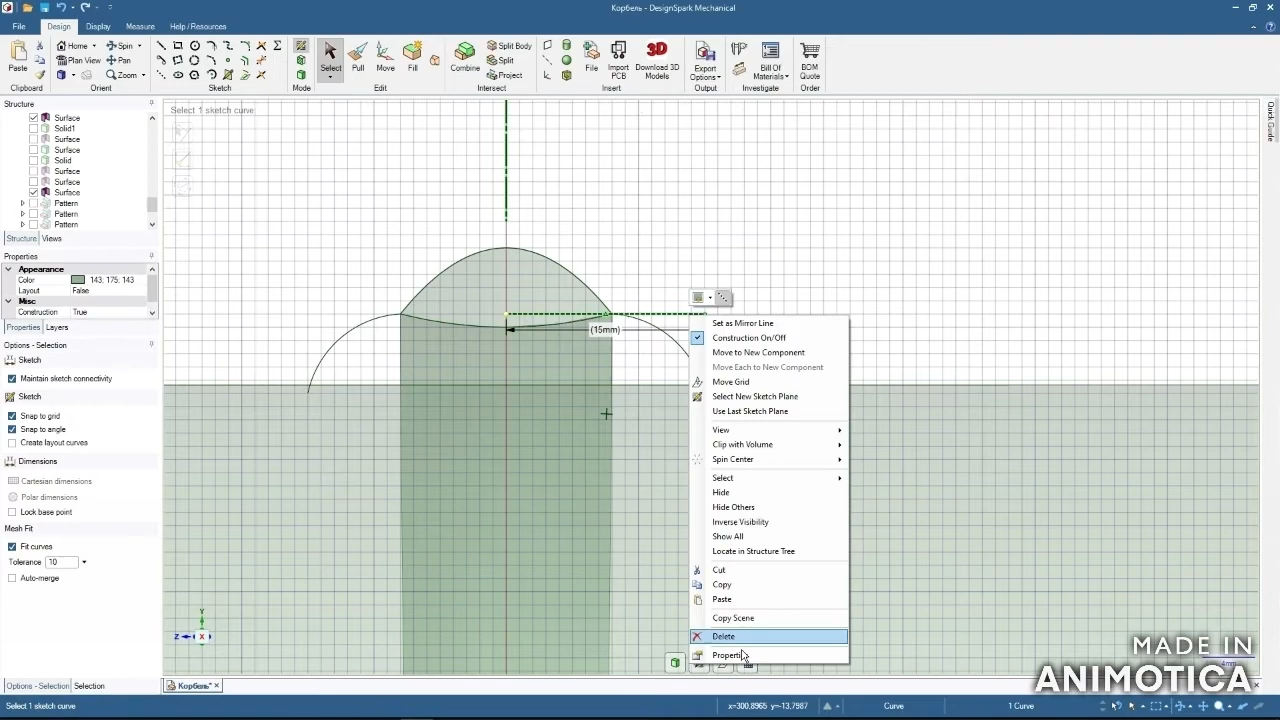 Корбель - DesignSpark Mechanical
File Design Display Measure Help / Resources
Paste
Home Spin
Plan View Pan
Zoom
Select Pull Move Fill
Combine
Split Body
Split
Project
File Import PCB Download 3D Models
Export Options
Bill Of Materials
BOM Quote
Clipboard Orient Sketch Mode Edit Intersect Insert Output Investigate Order
Quick Guide
Structure
Surface
Solid1
Surface
Surface
Solid
Surface
Surface
Surface
Pattern
Pattern
Pattern
Structure Views
Properties
Appearance
Color 143; 175; 143
Layout False
Misc
Construction True
Properties Layers
Options - Selection
Sketch
Maintain sketch connectivity
Sketch
Snap to grid
Snap to angle
Create layout curves
Dimensions
Cartesian dimensions
Polar dimensions
Lock base point
Mesh Fit
Fit curves
Tolerance 10
Auto-merge
Options - Selection Selection
Select 1 sketch curve
(15mm)
Y
Z X
Set as Mirror Line
Construction On/Off
Move to New Component
Move Each to New Component
Move Grid
Select New Sketch Plane
Use Last Sketch Plane
View
Clip with Volume
Spin Center
Select
Hide
Hide Others
Inverse Visibility
Show All
Locate in Structure Tree
Cut
Copy
Paste
Copy Scene
Delete
MADE IN
ANIMOTICA
4mm
Корбель*
Select 1 sketch curve
x=300,8965 y=-13,7987
Curve
1 Curve